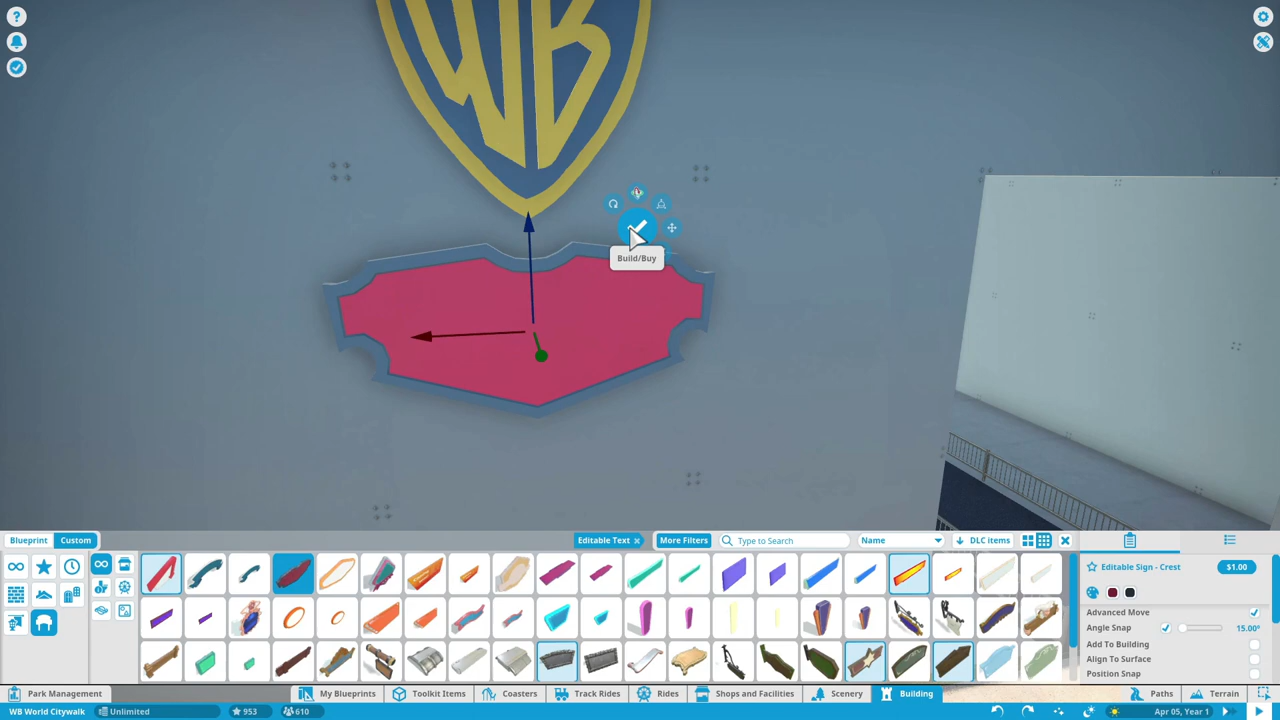 WB
Build/Buy
Blueprint
Custom
Editable Text ×
More Filters
Type to Search
Name
DLC items
Editable Sign - Crest
$1.00
Advanced Move
Angle Snap
15.00°
Add To Building
Align To Surface
Position Snap
Park Management
My Blueprints
Toolkit Items
Coasters
Track Rides
Rides
Shops and Facilities
Scenery
Building
Paths
Terrain
WB World Citywalk
Unlimited
953
610
Apr 05, Year 1